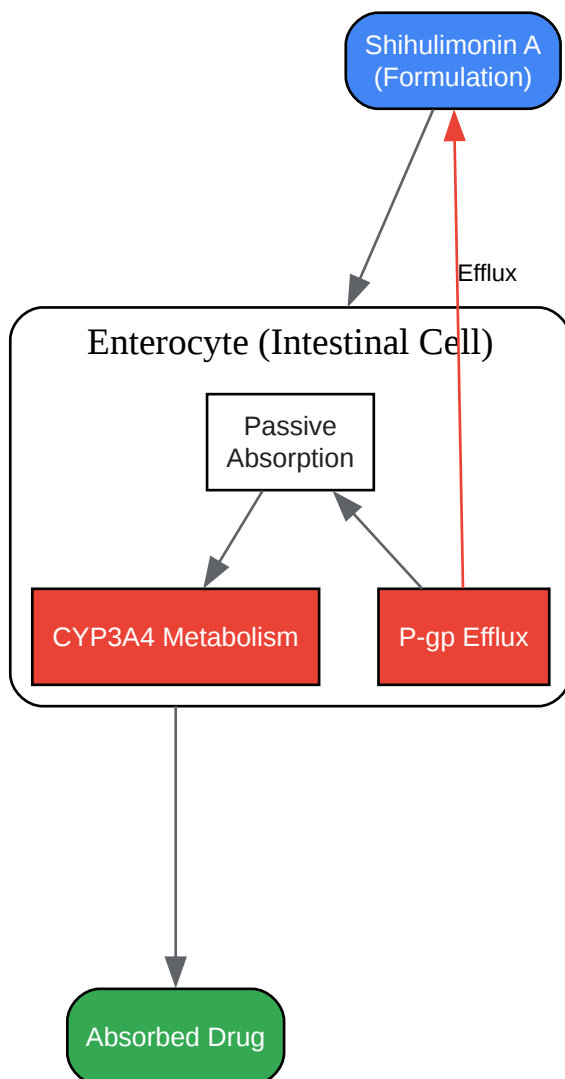 Shihulimonin A
(Formulation)
Efflux
Enterocyte (Intestinal Cell)
Passive
Absorption
CYP3A4 Metabolism
P-gp Efflux
Absorbed Drug